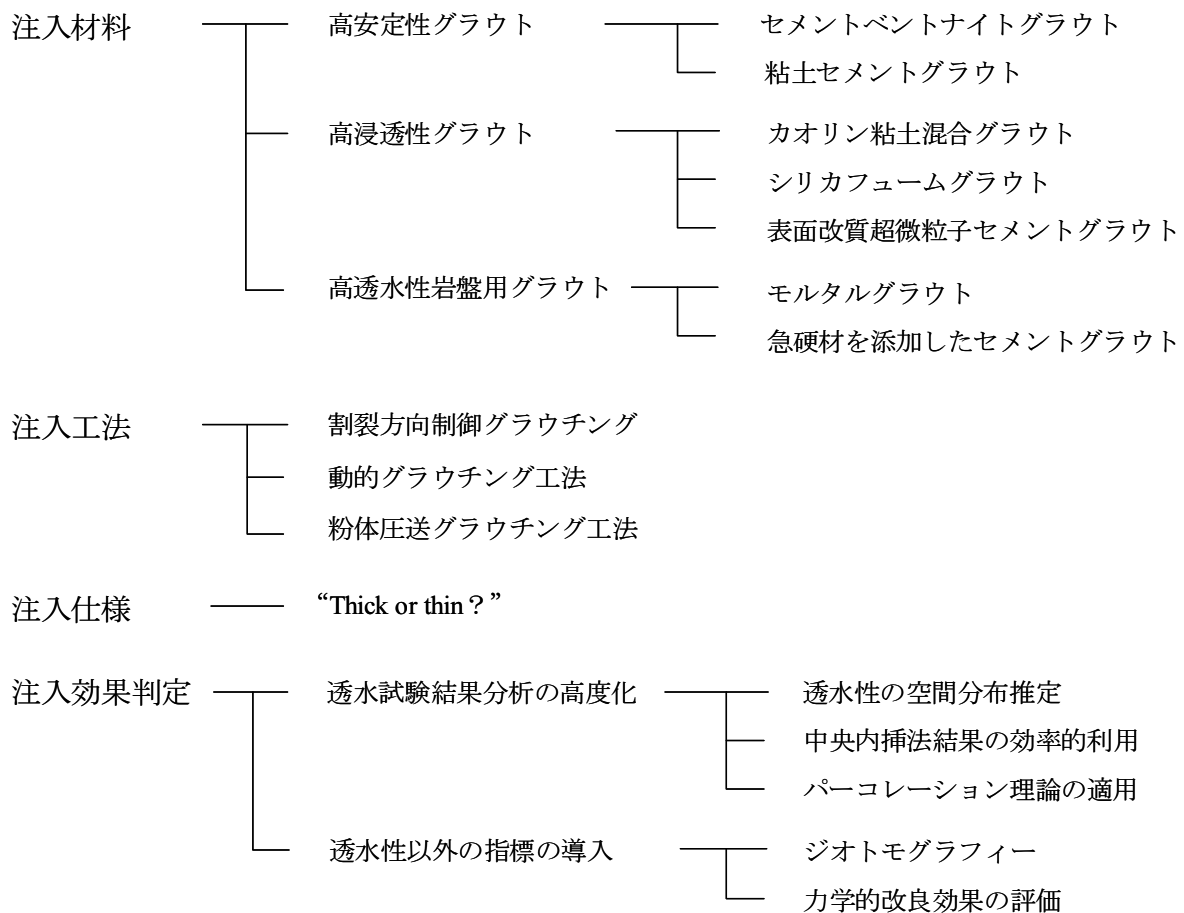 注入材料 高安定性グラウト セメントベントナイトグラウト
粘土セメントグラウト
高浸透性グラウト カオリン粘土混合グラウト
シリカフュームグラウト
表面改質超微粒子セメントグラウト
高透水性岩盤用グラウト モルタルグラウト
急硬材を添加したセメントグラウト
注入工法 割裂方向制御グラウチング
動的グラウチング工法
粉体圧送グラウチング工法
注入仕様 “Thick or thin？”
注入効果判定 透水試験結果分析の高度化 透水性の空間分布推定
中央内挿法結果の効率的利用
パーコレーション理論の適用
透水性以外の指標の導入 ジオトモグラフィー
力学的改良効果の評価